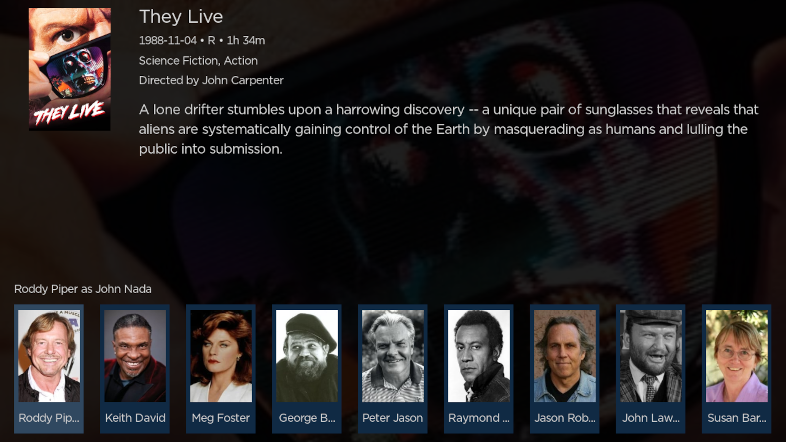 They Live
1988-11-04 • R • 1h 34m
Science Fiction, Action
Directed by John Carpenter
A lone drifter stumbles upon a harrowing discovery -- a unique pair of sunglasses that reveals that
aliens are systematically gaining control of the Earth by masquerading as humans and lulling the
public into submission.
THEY LIVE
Roddy Piper as John Nada
Roddy Pip...
Keith David
Meg Foster
George B...
Peter Jason
Raymond ...
Jason Rob...
John Law...
Susan Bar...